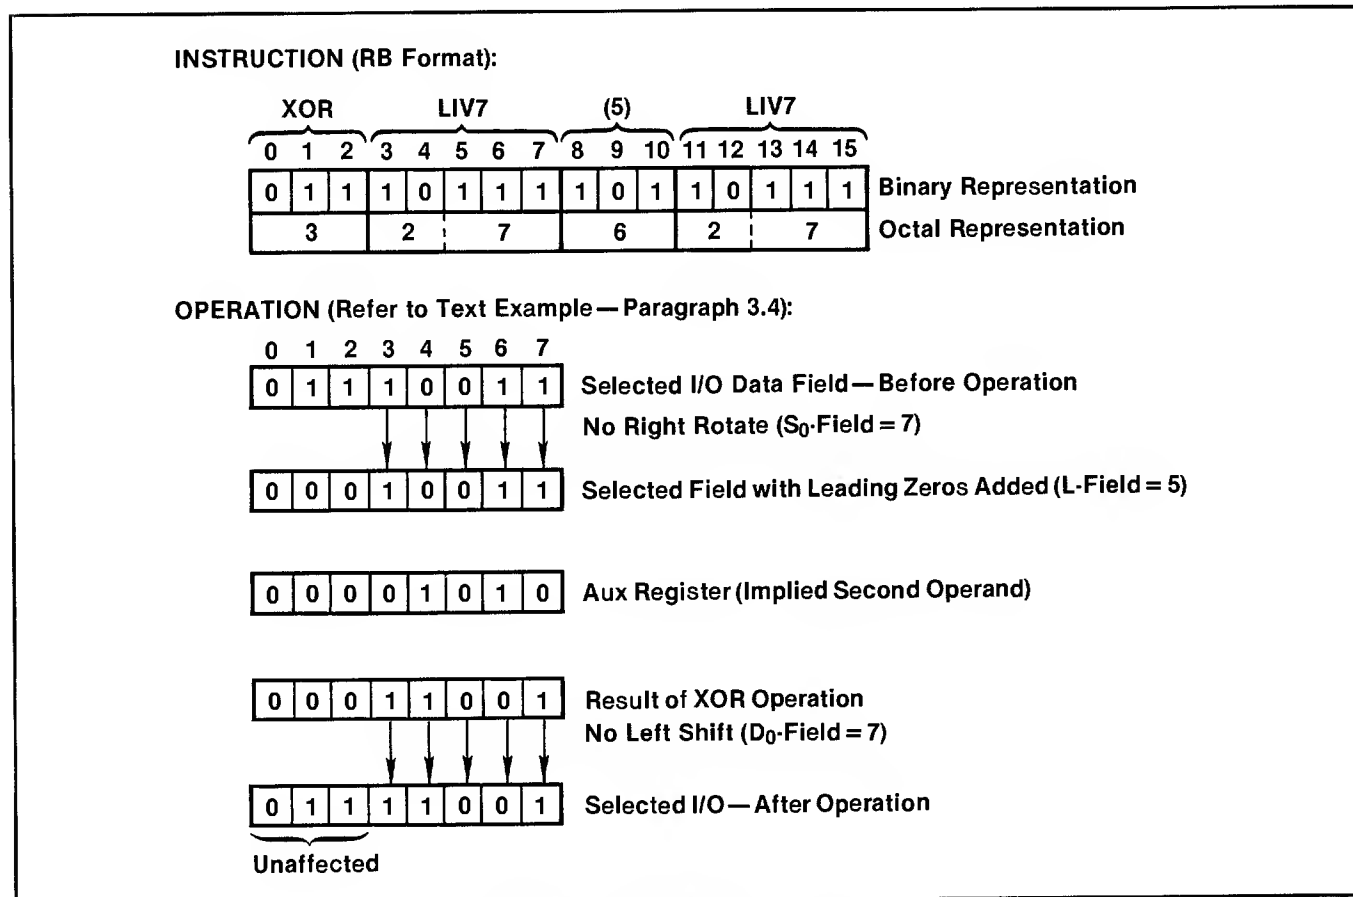 INSTRUCTION (RB Format):
XOR LIV7 (5) LIV7
0 1 2 3 4 5 6 7 8 9 10 11 12 13 14 15
0 1 1 1 0 1 1 1 1 0 1 1 0 1 1 1 Binary Representation
3 2 7 6 2 7 Octal Representation
OPERATION (Refer to Text Example—Paragraph 3.4):
0 1 2 3 4 5 6 7
0 1 1 1 0 0 1 1 Selected I/O Data Field—Before Operation
No Right Rotate (S0-Field = 7)
0 0 0 1 0 0 1 1 Selected Field with Leading Zeros Added (L-Field = 5)
0 0 0 0 1 0 1 0 Aux Register (Implied Second Operand)
0 0 0 1 1 0 0 1 Result of XOR Operation
No Left Shift (D0-Field = 7)
0 1 1 1 1 0 0 1 Selected I/O—After Operation
Unaffected